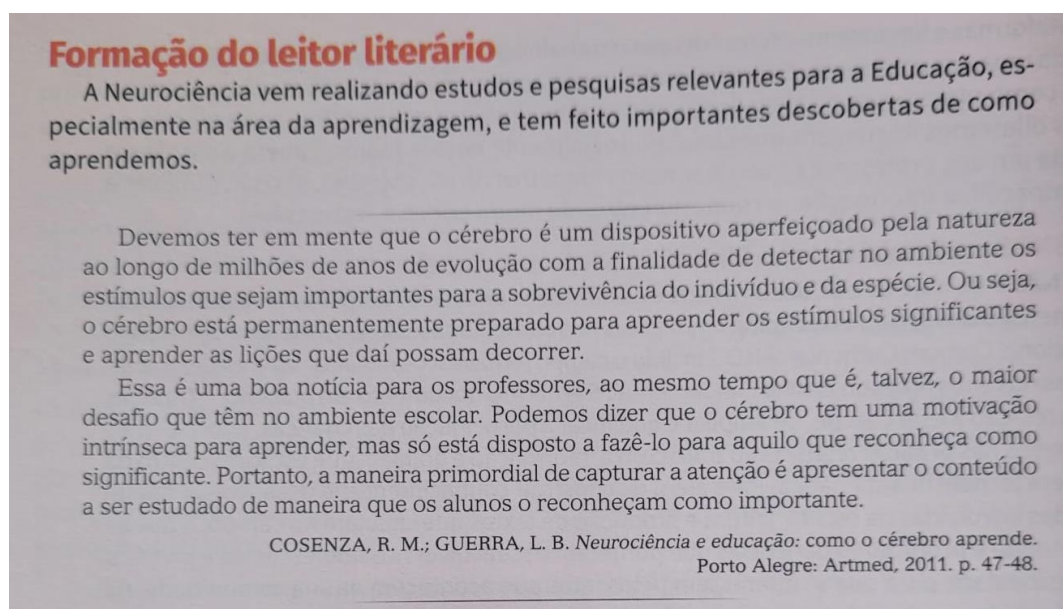 Formação do leitor literário
A Neurociência vem realizando estudos e pesquisas relevantes para a Educação, es-
pecialmente na área da aprendizagem, e tem feito importantes descobertas de como
aprendemos.
Devemos ter em mente que o cérebro é um dispositivo aperfeiçoado pela natureza
ao longo de milhões de anos de evolução com a finalidade de detectar no ambiente os
estímulos que sejam importantes para a sobrevivência do indivíduo e da espécie. Ou seja,
o cérebro está permanentemente preparado para apreender os estímulos significantes
e aprender as lições que daí possam decorrer.
Essa é uma boa notícia para os professores, ao mesmo tempo que é, talvez, o maior
desafio que têm no ambiente escolar. Podemos dizer que o cérebro tem uma motivação
intrínseca para aprender, mas só está disposto a fazê-lo para aquilo que reconheça como
significante. Portanto, a maneira primordial de capturar a atenção é apresentar o conteúdo
a ser estudado de maneira que os alunos o reconheçam como importante.
COSENZA, R. M.; GUERRA, L. B. Neurociência e educação: como o cérebro aprende.
Porto Alegre: Artmed, 2011. p. 47-48.